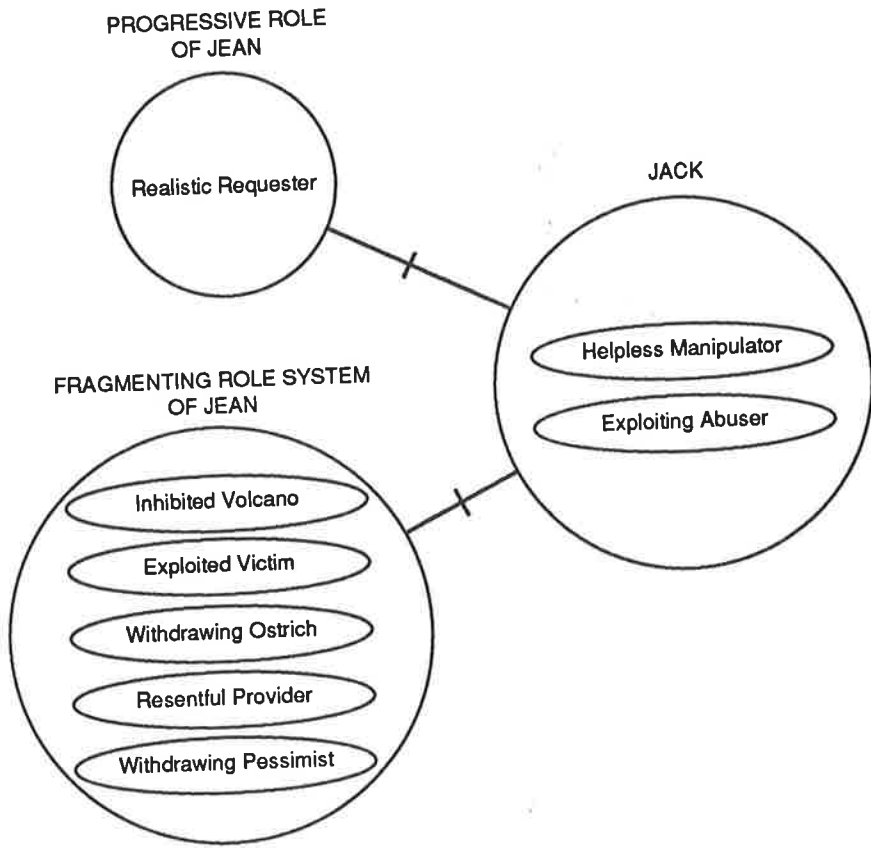 PROGRESSIVE ROLE
OF JEAN
Realistic Requester
JACK
Helpless Manipulator
Exploiting Abuser
FRAGMENTING ROLE SYSTEM
OF JEAN
Inhibited Volcano
Exploited Victim
Withdrawing Ostrich
Resentful Provider
Withdrawing Pessimist